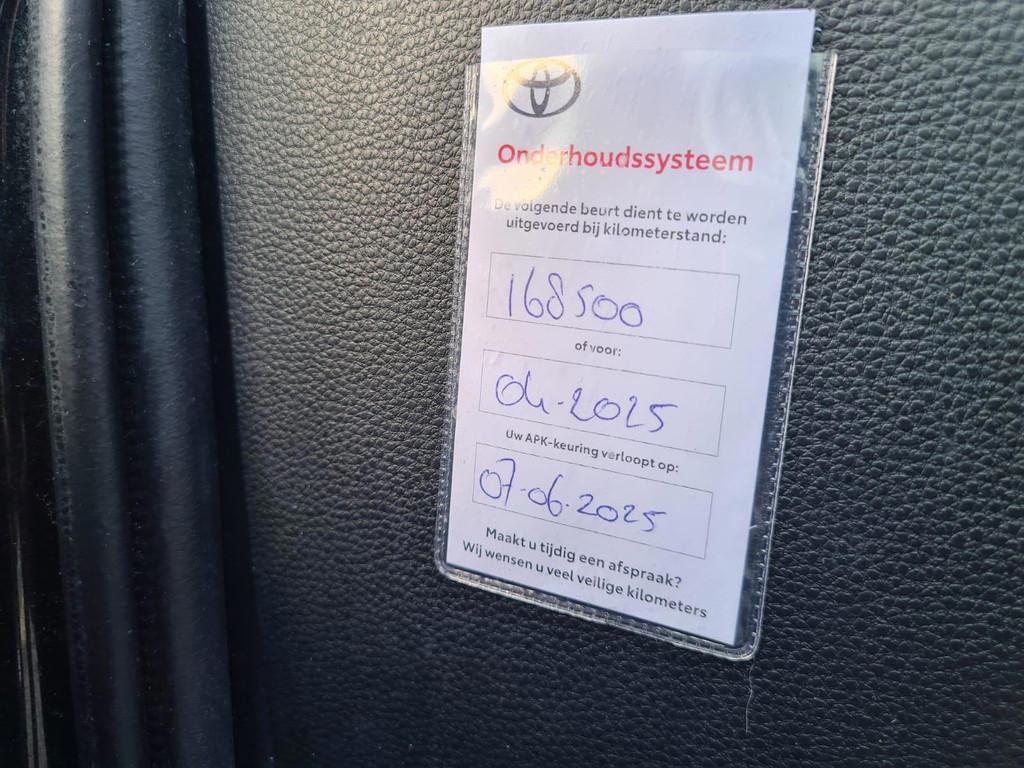 Onderhoudssysteem
De volgende beurt dient te worden
uitgevoerd bij kilometerstand:
168500
of voor:
04-2025
Uw APK-keuring verloopt op:
07-06-2025
Maakt u tijdig een afspraak?
Wij wensen u veel veilige kilometers